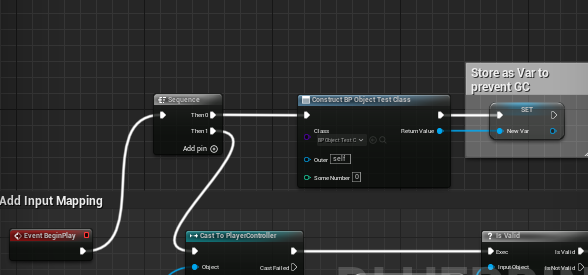 Store as Var to
prevent GC
Sequence
Then 0
Then 1
Add pin
Construct BP Object Test Class
Class
BP Object Test C
Return Value
Outer
self
Some Number
0
SET
New Var
Add Input Mapping
Event BeginPlay
Cast To PlayerController
Object
Cast Failed
Is Valid
Exec
Is Valid
Input Object
Is Not Valid